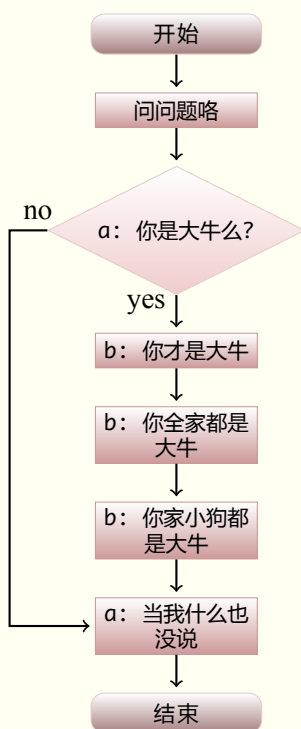 开始
问问题咯
a: 你是大牛么?
no
yes
b: 你才是大牛
b: 你全家都是
大牛
b: 你家小狗都
是大牛
a: 当我什么也
没说
结束